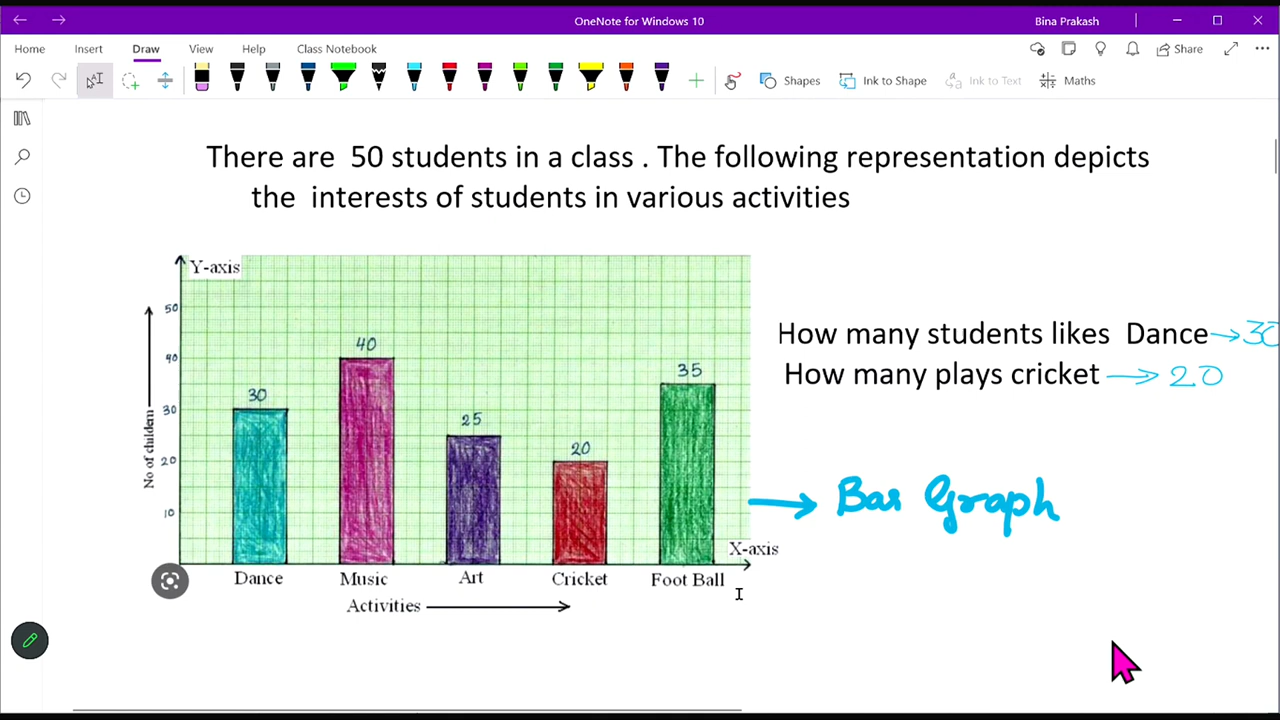 OneNote for Windows 10
Bina Prakash
Home Insert Draw View Help Class Notebook
Share
Shapes Ink to Shape Ink to Text Maths
There are 50 students in a class . The following representation depicts
the interests of students in various activities
Y-axis
50
40
30
20
10
No of childern
30
40
25
20
35
X-axis
Dance Music Art Cricket Foot Ball
Activities
How many students likes Dance → 30
How many plays cricket → 20
→ Bar Graph